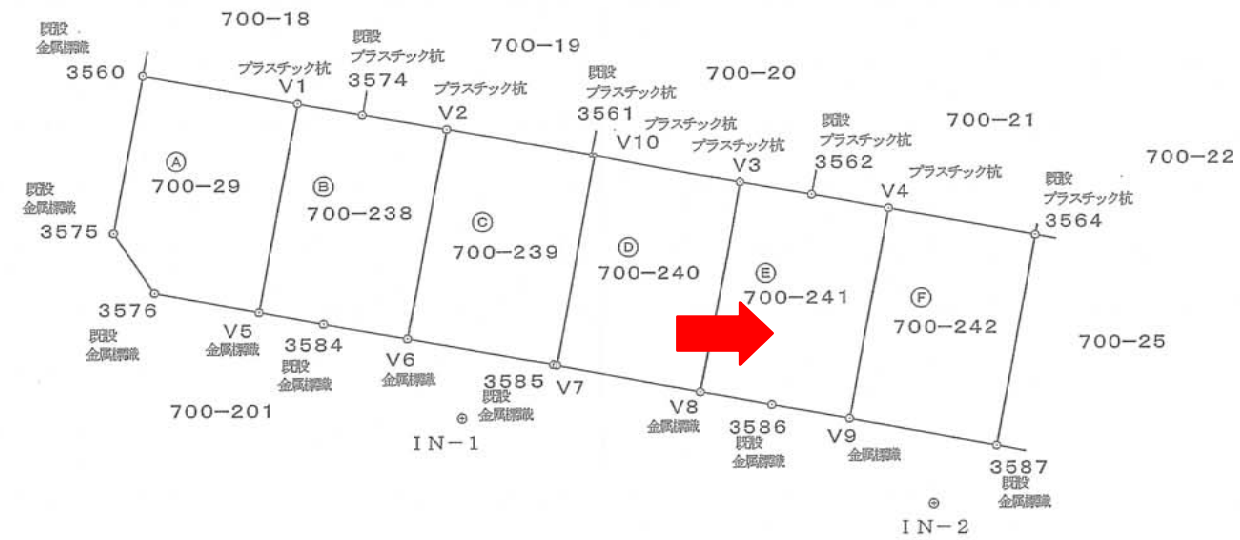 700-18
既設
金属標識
3560
プラスチック杭
V1
既設
プラスチック杭
3574
700-19
プラスチック杭
V2
既設
プラスチック杭
3561
700-20
プラスチック杭
V10
プラスチック杭
V3
既設
プラスチック杭
3562
700-21
プラスチック杭
V4
700-22
既設
プラスチック杭
3564
Ⓐ
700-29
Ⓑ
700-238
Ⓒ
700-239
Ⓓ
700-240
Ⓔ
700-241
Ⓕ
700-242
700-25
既設
金属標識
3575
3576
既設
金属標識
V5
金属標識
3584
既設
金属標識
V6
金属標識
3585
既設
金属標識
V7
V8
金属標識
3586
既設
金属標識
V9
金属標識
3587
既設
金属標識
700-201
IN-1
IN-2